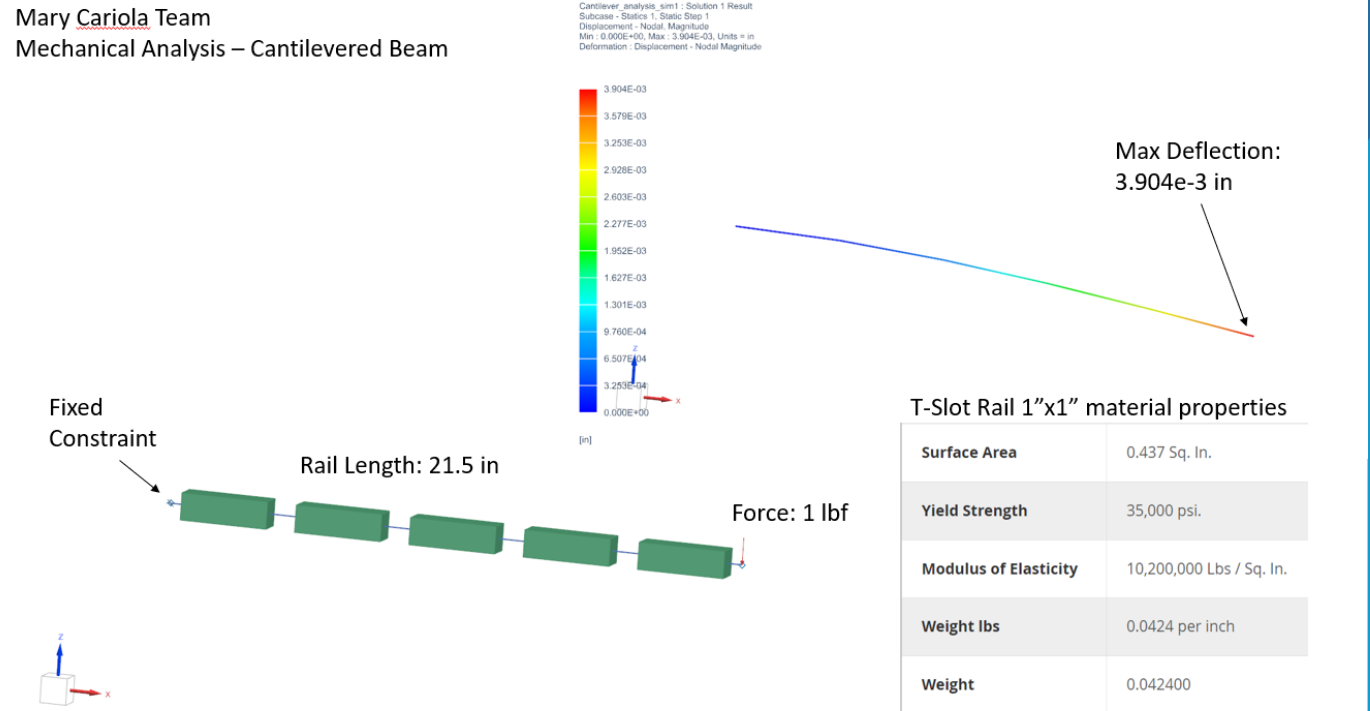 Mary Cariola Team
Mechanical Analysis – Cantilevered Beam
Cantilever_analysis_sim1 : Solution 1 Result
Subcase - Statics 1, Static Step 1
Displacement - Nodal, Magnitude
Min : 0.000E+00, Max : 3.904E-03, Units = in
Deformation : Displacement - Nodal Magnitude
3.904E-03
3.579E-03
3.253E-03
2.928E-03
2.603E-03
2.277E-03
1.952E-03
1.627E-03
1.301E-03
9.760E-04
6.507E-04
3.253E-04
0.000E+00
[in]
Z
X
Max Deflection:
3.904e-3 in
Fixed
Constraint
Rail Length: 21.5 in
Force: 1 lbf
Z
X
T-Slot Rail 1”x1” material properties
Surface Area 0.437 Sq. In.
Yield Strength 35,000 psi.
Modulus of Elasticity 10,200,000 Lbs / Sq. In.
Weight lbs 0.0424 per inch
Weight 0.042400